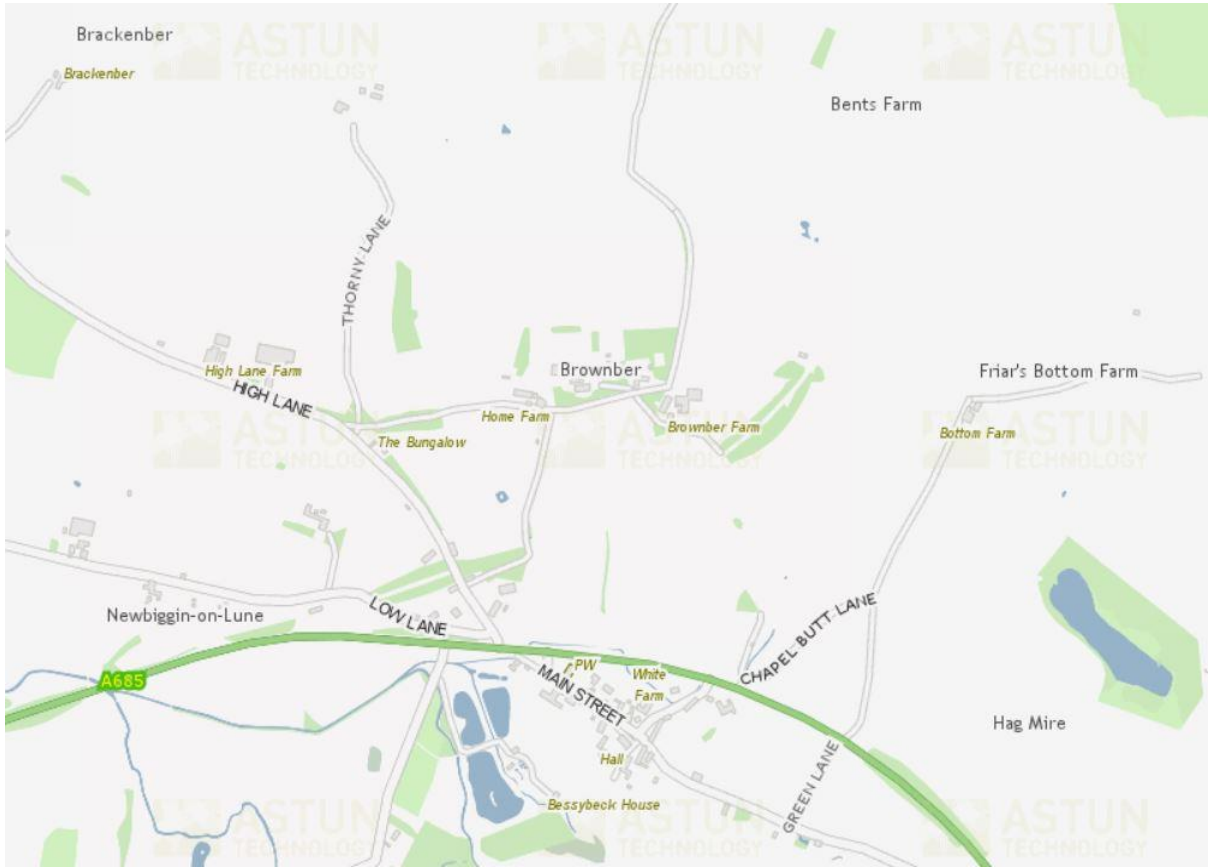 Brackenber
ASTUN
TECHNOLOGY
ASTUN
TECHNOLOGY
ASTUN
TECHNOLOGY
Brackenber
Bents Farm
THORNY LANE
High Lane Farm
HIGH LANE
Brownber
Friar's Bottom Farm
Home Farm
Brownber Farm
Bottom Farm
The Bungalow
ASTUN
TECHNOLOGY
ASTUN
TECHNOLOGY
ASTUN
TECHNOLOGY
Newbiggin-on-Lune
LOW LANE
CHAPEL BUTT LANE
A685
PW
White
Farm
MAIN STREET
Hag Mire
Hall
GREEN LANE
Bessybeck House
ASTUN
TECHNOLOGY
ASTUN
TECHNOLOGY
ASTUN
TECHNOLOGY